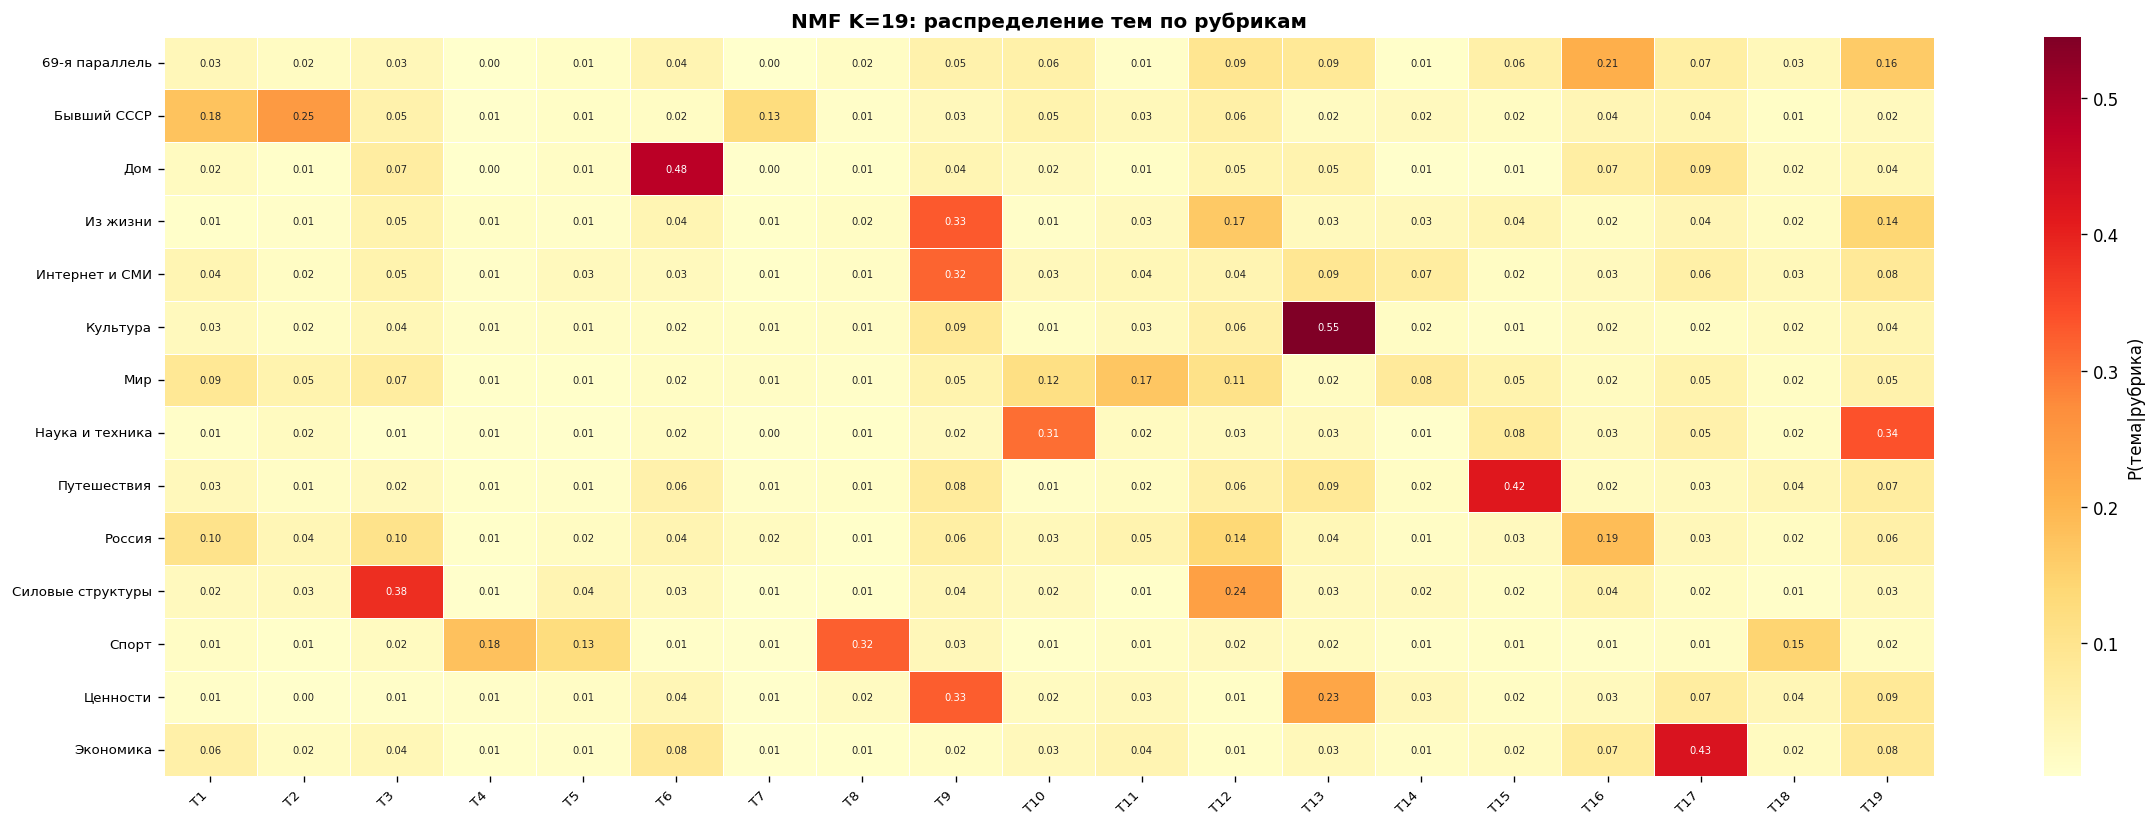 NMF K=19: распределение тем по рубрикам
69-я параллель 0.03 0.02 0.03 0.00 0.01 0.04 0.00 0.02 0.05 0.06 0.01 0.09 0.09 0.01 0.06 0.21 0.07 0.03 0.16
Бывший СССР 0.18 0.25 0.05 0.01 0.01 0.02 0.13 0.01 0.03 0.05 0.03 0.06 0.02 0.02 0.02 0.04 0.04 0.01 0.02
Дом 0.02 0.01 0.07 0.00 0.01 0.48 0.00 0.01 0.04 0.02 0.01 0.05 0.05 0.01 0.01 0.07 0.09 0.02 0.04
Из жизни 0.01 0.01 0.05 0.01 0.01 0.04 0.01 0.02 0.33 0.01 0.03 0.17 0.03 0.03 0.04 0.02 0.04 0.02 0.14
Интернет и СМИ 0.04 0.02 0.05 0.01 0.03 0.03 0.01 0.01 0.32 0.03 0.04 0.04 0.09 0.07 0.02 0.03 0.06 0.03 0.08
Культура 0.03 0.02 0.04 0.01 0.01 0.02 0.01 0.01 0.09 0.01 0.03 0.06 0.55 0.02 0.01 0.02 0.02 0.02 0.04
Мир 0.09 0.05 0.07 0.01 0.01 0.02 0.01 0.01 0.05 0.12 0.17 0.11 0.02 0.08 0.05 0.02 0.05 0.02 0.05
Наука и техника 0.01 0.02 0.01 0.01 0.01 0.02 0.00 0.01 0.02 0.31 0.02 0.03 0.03 0.01 0.08 0.03 0.05 0.02 0.34
Путешествия 0.03 0.01 0.02 0.01 0.01 0.06 0.01 0.01 0.08 0.01 0.02 0.06 0.09 0.02 0.42 0.02 0.03 0.04 0.07
Россия 0.10 0.04 0.10 0.01 0.02 0.04 0.02 0.01 0.06 0.03 0.05 0.14 0.04 0.01 0.03 0.19 0.03 0.02 0.06
Силовые структуры 0.02 0.03 0.38 0.01 0.04 0.03 0.01 0.01 0.04 0.02 0.01 0.24 0.03 0.02 0.02 0.04 0.02 0.01 0.03
Спорт 0.01 0.01 0.02 0.18 0.13 0.01 0.01 0.32 0.03 0.01 0.01 0.02 0.02 0.01 0.01 0.01 0.01 0.15 0.02
Ценности 0.01 0.00 0.01 0.01 0.01 0.04 0.01 0.02 0.33 0.02 0.03 0.01 0.23 0.03 0.02 0.03 0.07 0.04 0.09
Экономика 0.06 0.02 0.04 0.01 0.01 0.08 0.01 0.01 0.02 0.03 0.04 0.01 0.03 0.01 0.02 0.07 0.43 0.02 0.08
T1 T2 T3 T4 T5 T6 T7 T8 T9 T10 T11 T12 T13 T14 T15 T16 T17 T18 T19
0.5
0.4
0.3
0.2
0.1
P(тема|рубрика)